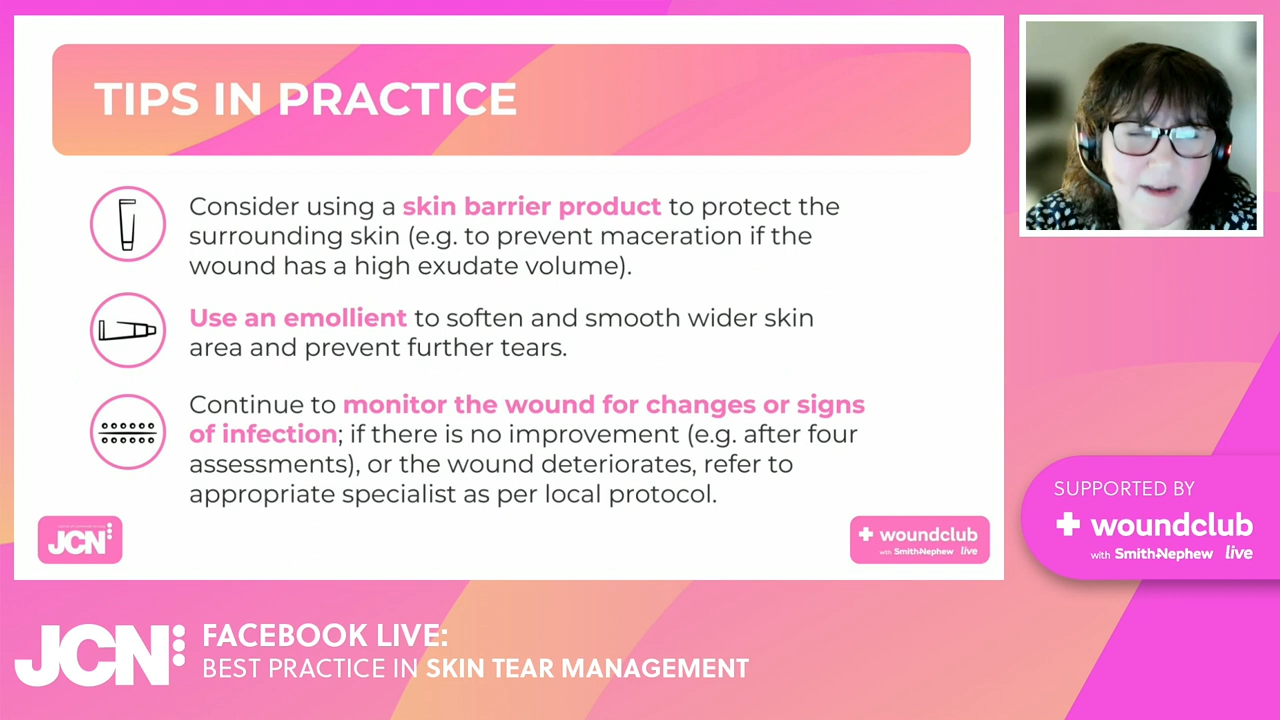 TIPS IN PRACTICE
Consider using a skin barrier product to protect the
surrounding skin (e.g. to prevent maceration if the
wound has a high exudate volume).
Use an emollient to soften and smooth wider skin
area and prevent further tears.
Continue to monitor the wound for changes or signs
of infection; if there is no improvement (e.g. after four
assessments), or the wound deteriorates, refer to
appropriate specialist as per local protocol.
JCN
woundclub
with Smith+Nephew live
SUPPORTED BY
woundclub
with Smith+Nephew live
JCN
FACEBOOK LIVE:
BEST PRACTICE IN SKIN TEAR MANAGEMENT